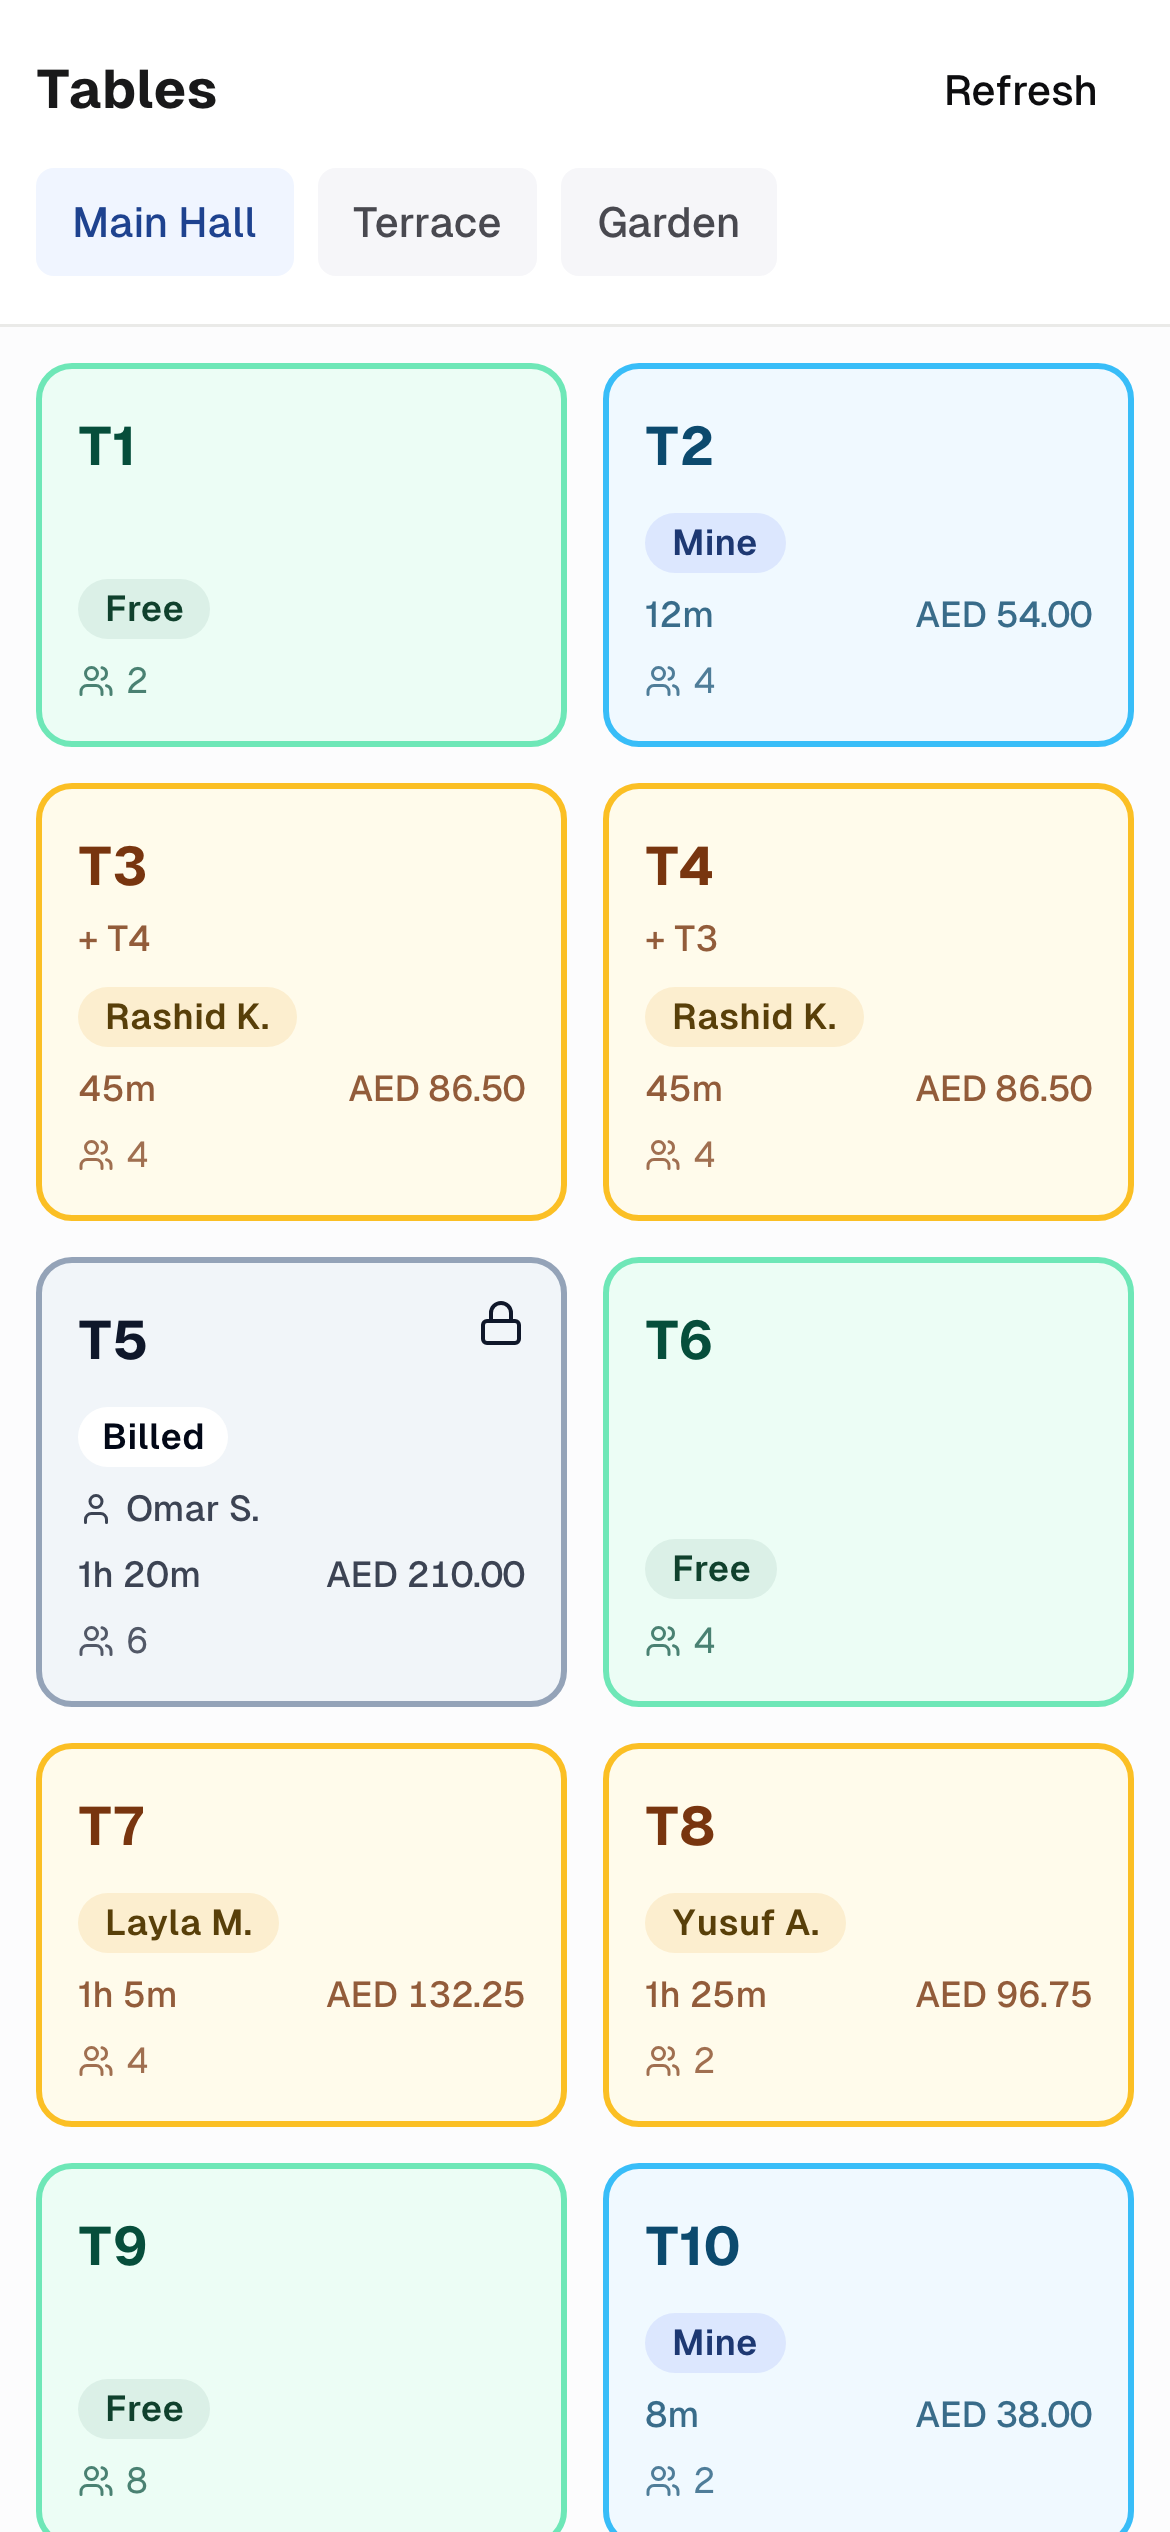 Tables
Refresh
Main Hall
Terrace
Garden
T1
Free
2
T2
Mine
12m AED 54.00
4
T3
+ T4
Rashid K.
45m AED 86.50
4
T4
+ T3
Rashid K.
45m AED 86.50
4
T5
Billed
Omar S.
1h 20m AED 210.00
6
T6
Free
4
T7
Layla M.
1h 5m AED 132.25
4
T8
Yusuf A.
1h 25m AED 96.75
2
T9
Free
8
T10
Mine
8m AED 38.00
2